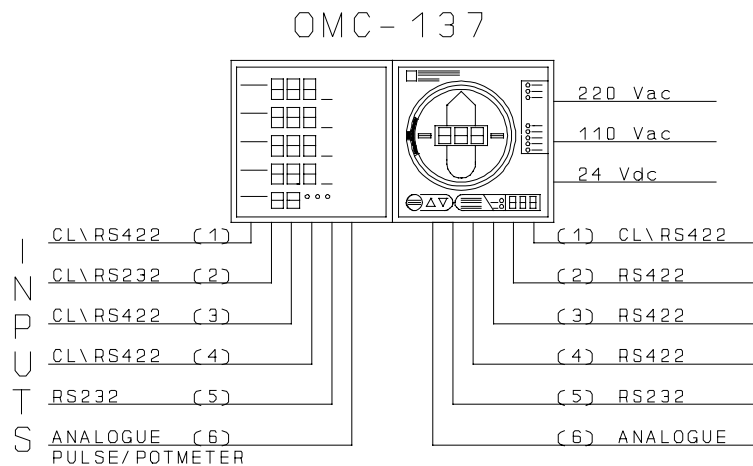 OMC-137
220 Vac
110 Vac
24 Vdc
INPUTS
CL\RS422 (1)
CL\RS232 (2)
CL\RS422 (3)
CL\RS422 (4)
RS232 (5)
ANALOGUE (6)
PULSE/POTMETER
(1) CL\RS422
(2) RS422
(3) RS422
(4) RS422
(5) RS232
(6) ANALOGUE